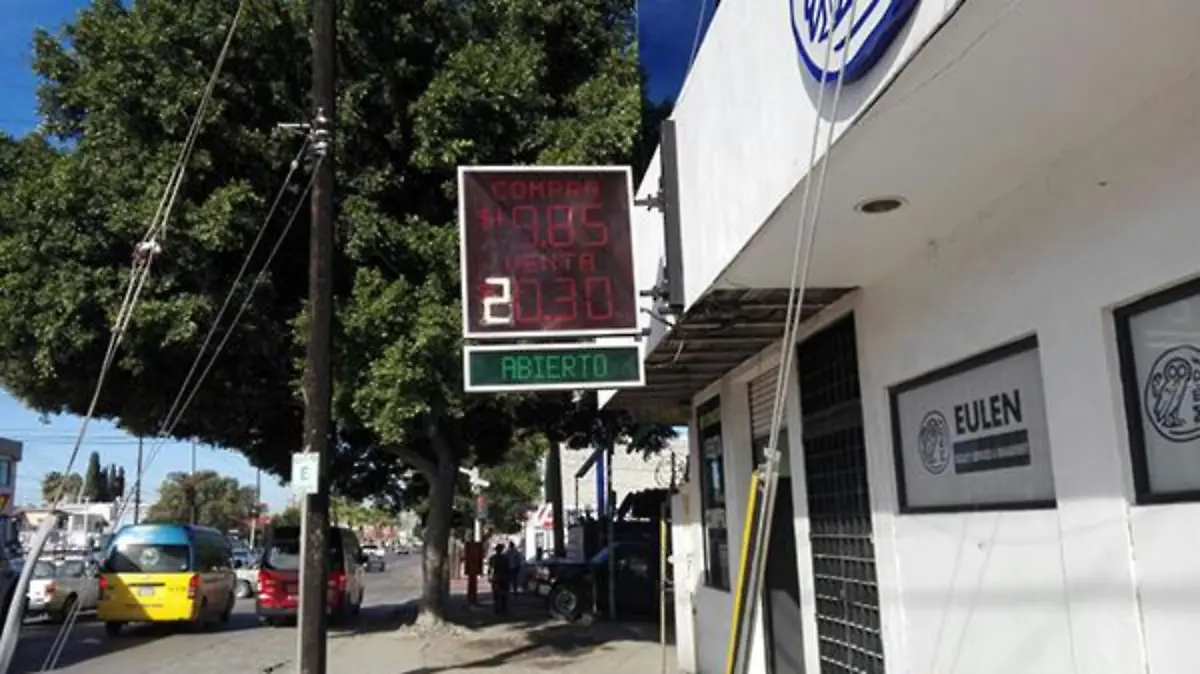 COMPRA
$19.85
VENTA
$20.30
ABIERTO
E
EULEN